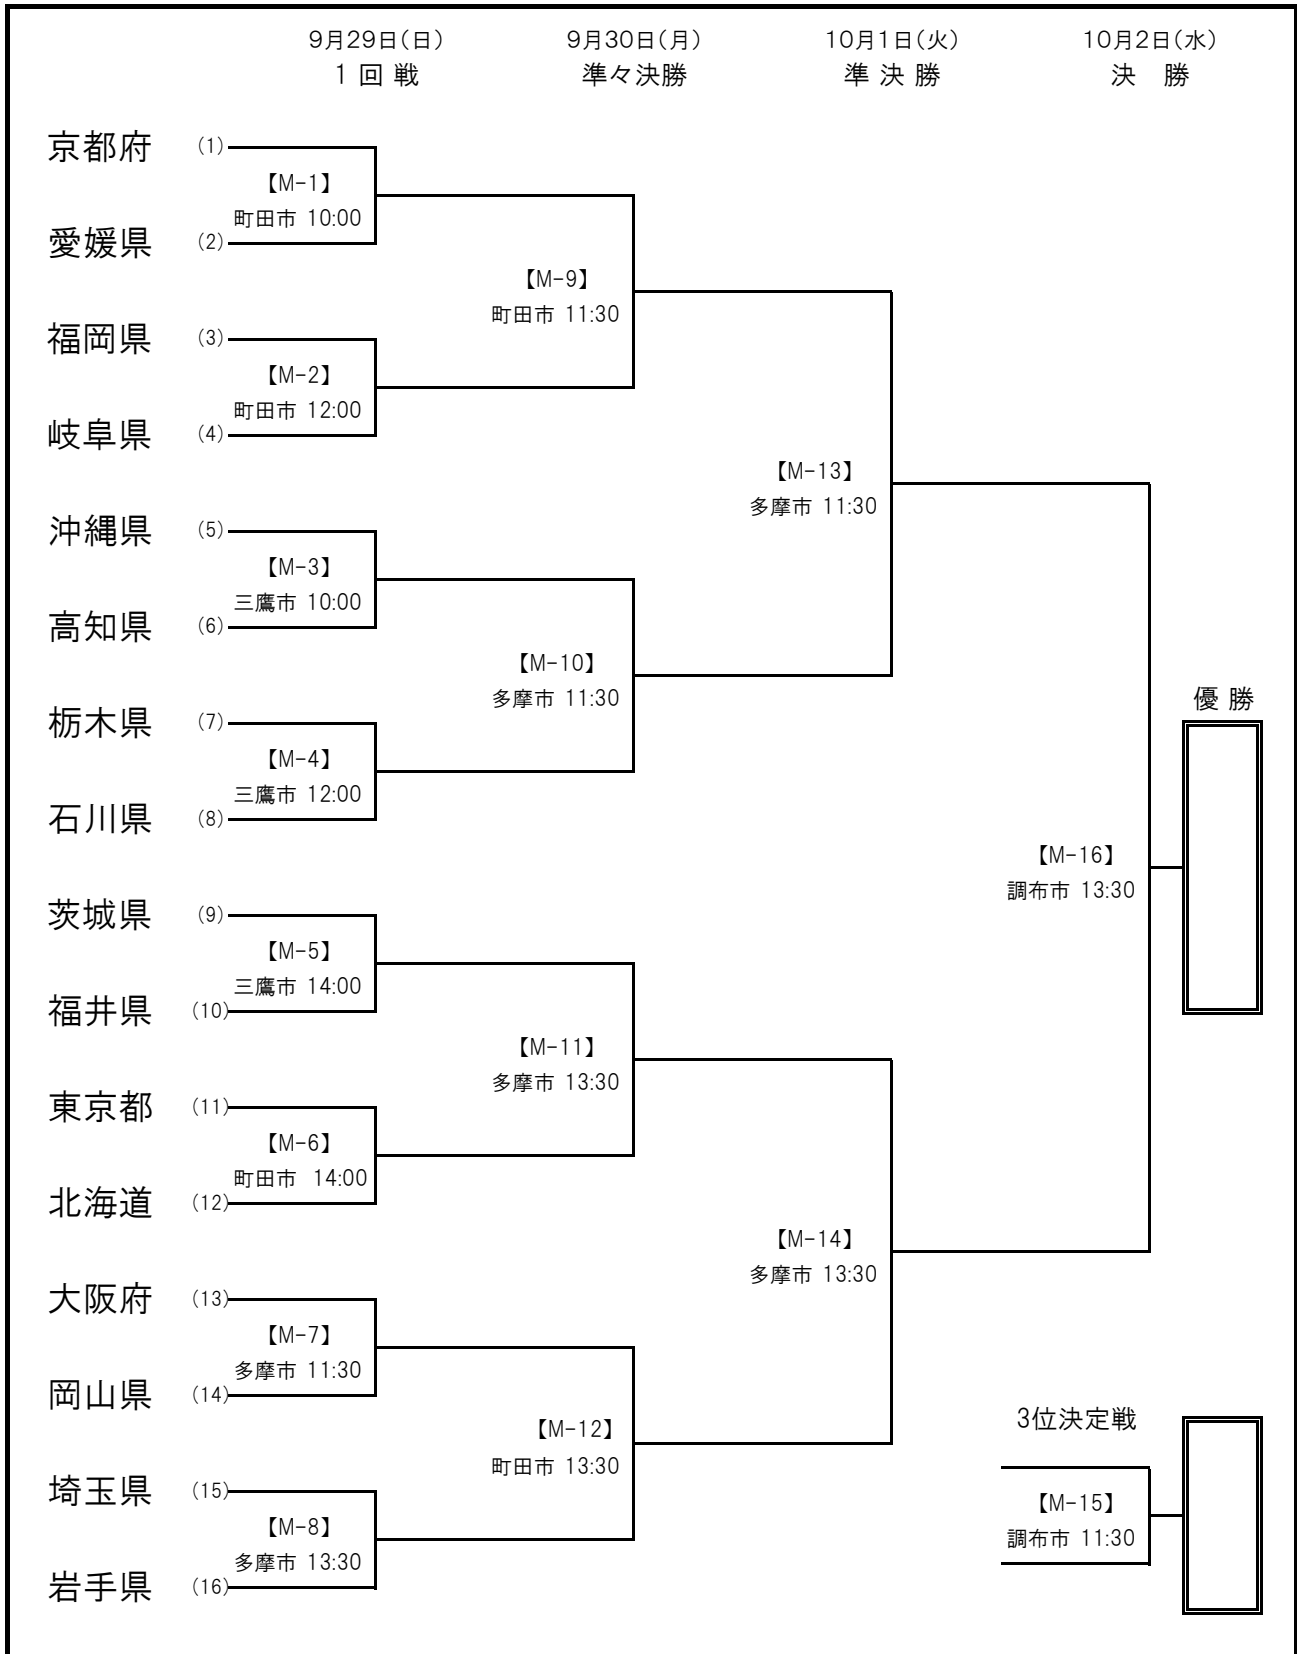 9月29日(日) 9月30日(月) 10月1日(火) 10月2日(水)
1 回 戦 準々決勝 準 決 勝 決 勝
京都府 (1)
【M-1】
町田市 10:00
愛媛県 (2)
【M-9】
町田市 11:30
福岡県 (3)
【M-2】
町田市 12:00
岐阜県 (4)
【M-13】
多摩市 11:30
沖縄県 (5)
【M-3】
三鷹市 10:00
高知県 (6)
【M-10】
多摩市 11:30
栃木県 (7)
【M-4】
三鷹市 12:00
石川県 (8)
優 勝
【M-16】
調布市 13:30
茨城県 (9)
【M-5】
三鷹市 14:00
福井県 (10)
【M-11】
多摩市 13:30
東京都 (11)
【M-6】
町田市 14:00
北海道 (12)
【M-14】
多摩市 13:30
大阪府 (13)
【M-7】
多摩市 11:30
岡山県 (14)
【M-12】
町田市 13:30
埼玉県 (15)
【M-8】
多摩市 13:30
岩手県 (16)
3位決定戦
【M-15】
調布市 11:30